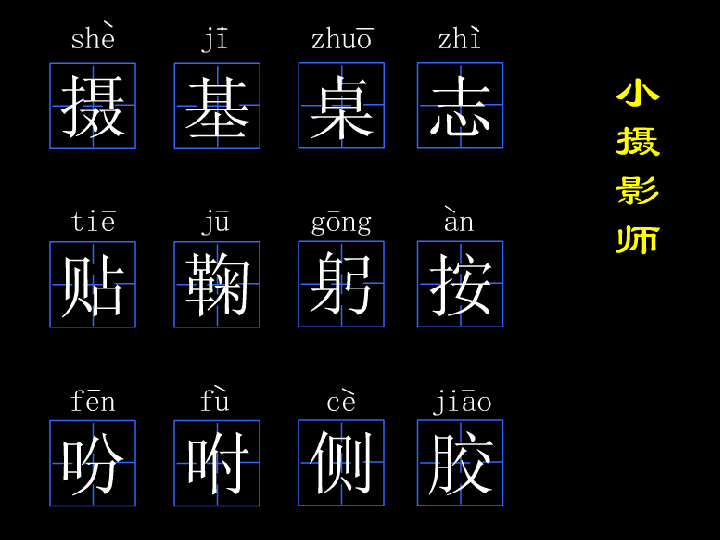 shè jī zhuō zhì
摄 基 桌 志
tiē jū gōng àn
贴 鞠 躬 按
fēn fù cè jiāo
吩 咐 侧 胶
小摄影师